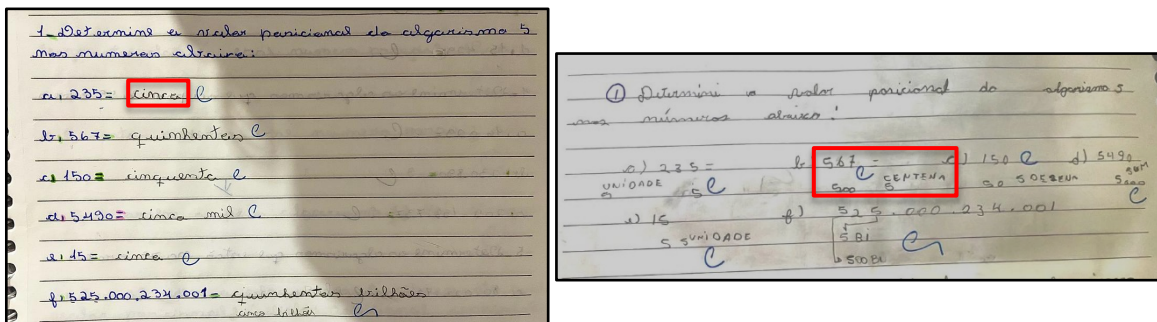 1-Determine o valor posicional do algarismo 5
nos numeros abaixo:
a, 235= cinco C
b, 567= quinhentos C
c, 150= cinquenta C
d, 5490= cinco mil C
e, 15= cinco C
f, 525.000.234.001= quinhentos bilhões
cinco bilhões C
① Determini o valor posicional do algarismo 5
nos números abaixo:
a) 235= b 567= c) 150 C d) 5490
UNIDADE 5 C C 500 5 CENTENA 50 5 DEZENA 5000 5UM C
e) 15 f) 525.000.234.001
5 5 UNIDADE 5 BI
C 500 BI C